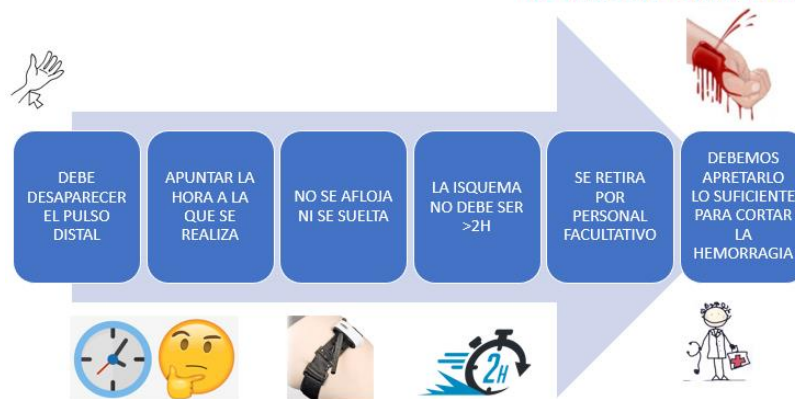 DEBE
DESAPARECER
EL PULSO
DISTAL
APUNTAR LA
HORA A LA
QUE SE
REALIZA
NO SE AFLOJA
NI SE SUELTA
LA ISQUEMA
NO DEBE SER
>2H
SE RETIRA
POR
PERSONAL
FACULTATIVO
DEBEMOS
APRETARLO
LO SUFICIENTE
PARA CORTAR
LA
HEMORRAGIA
2H